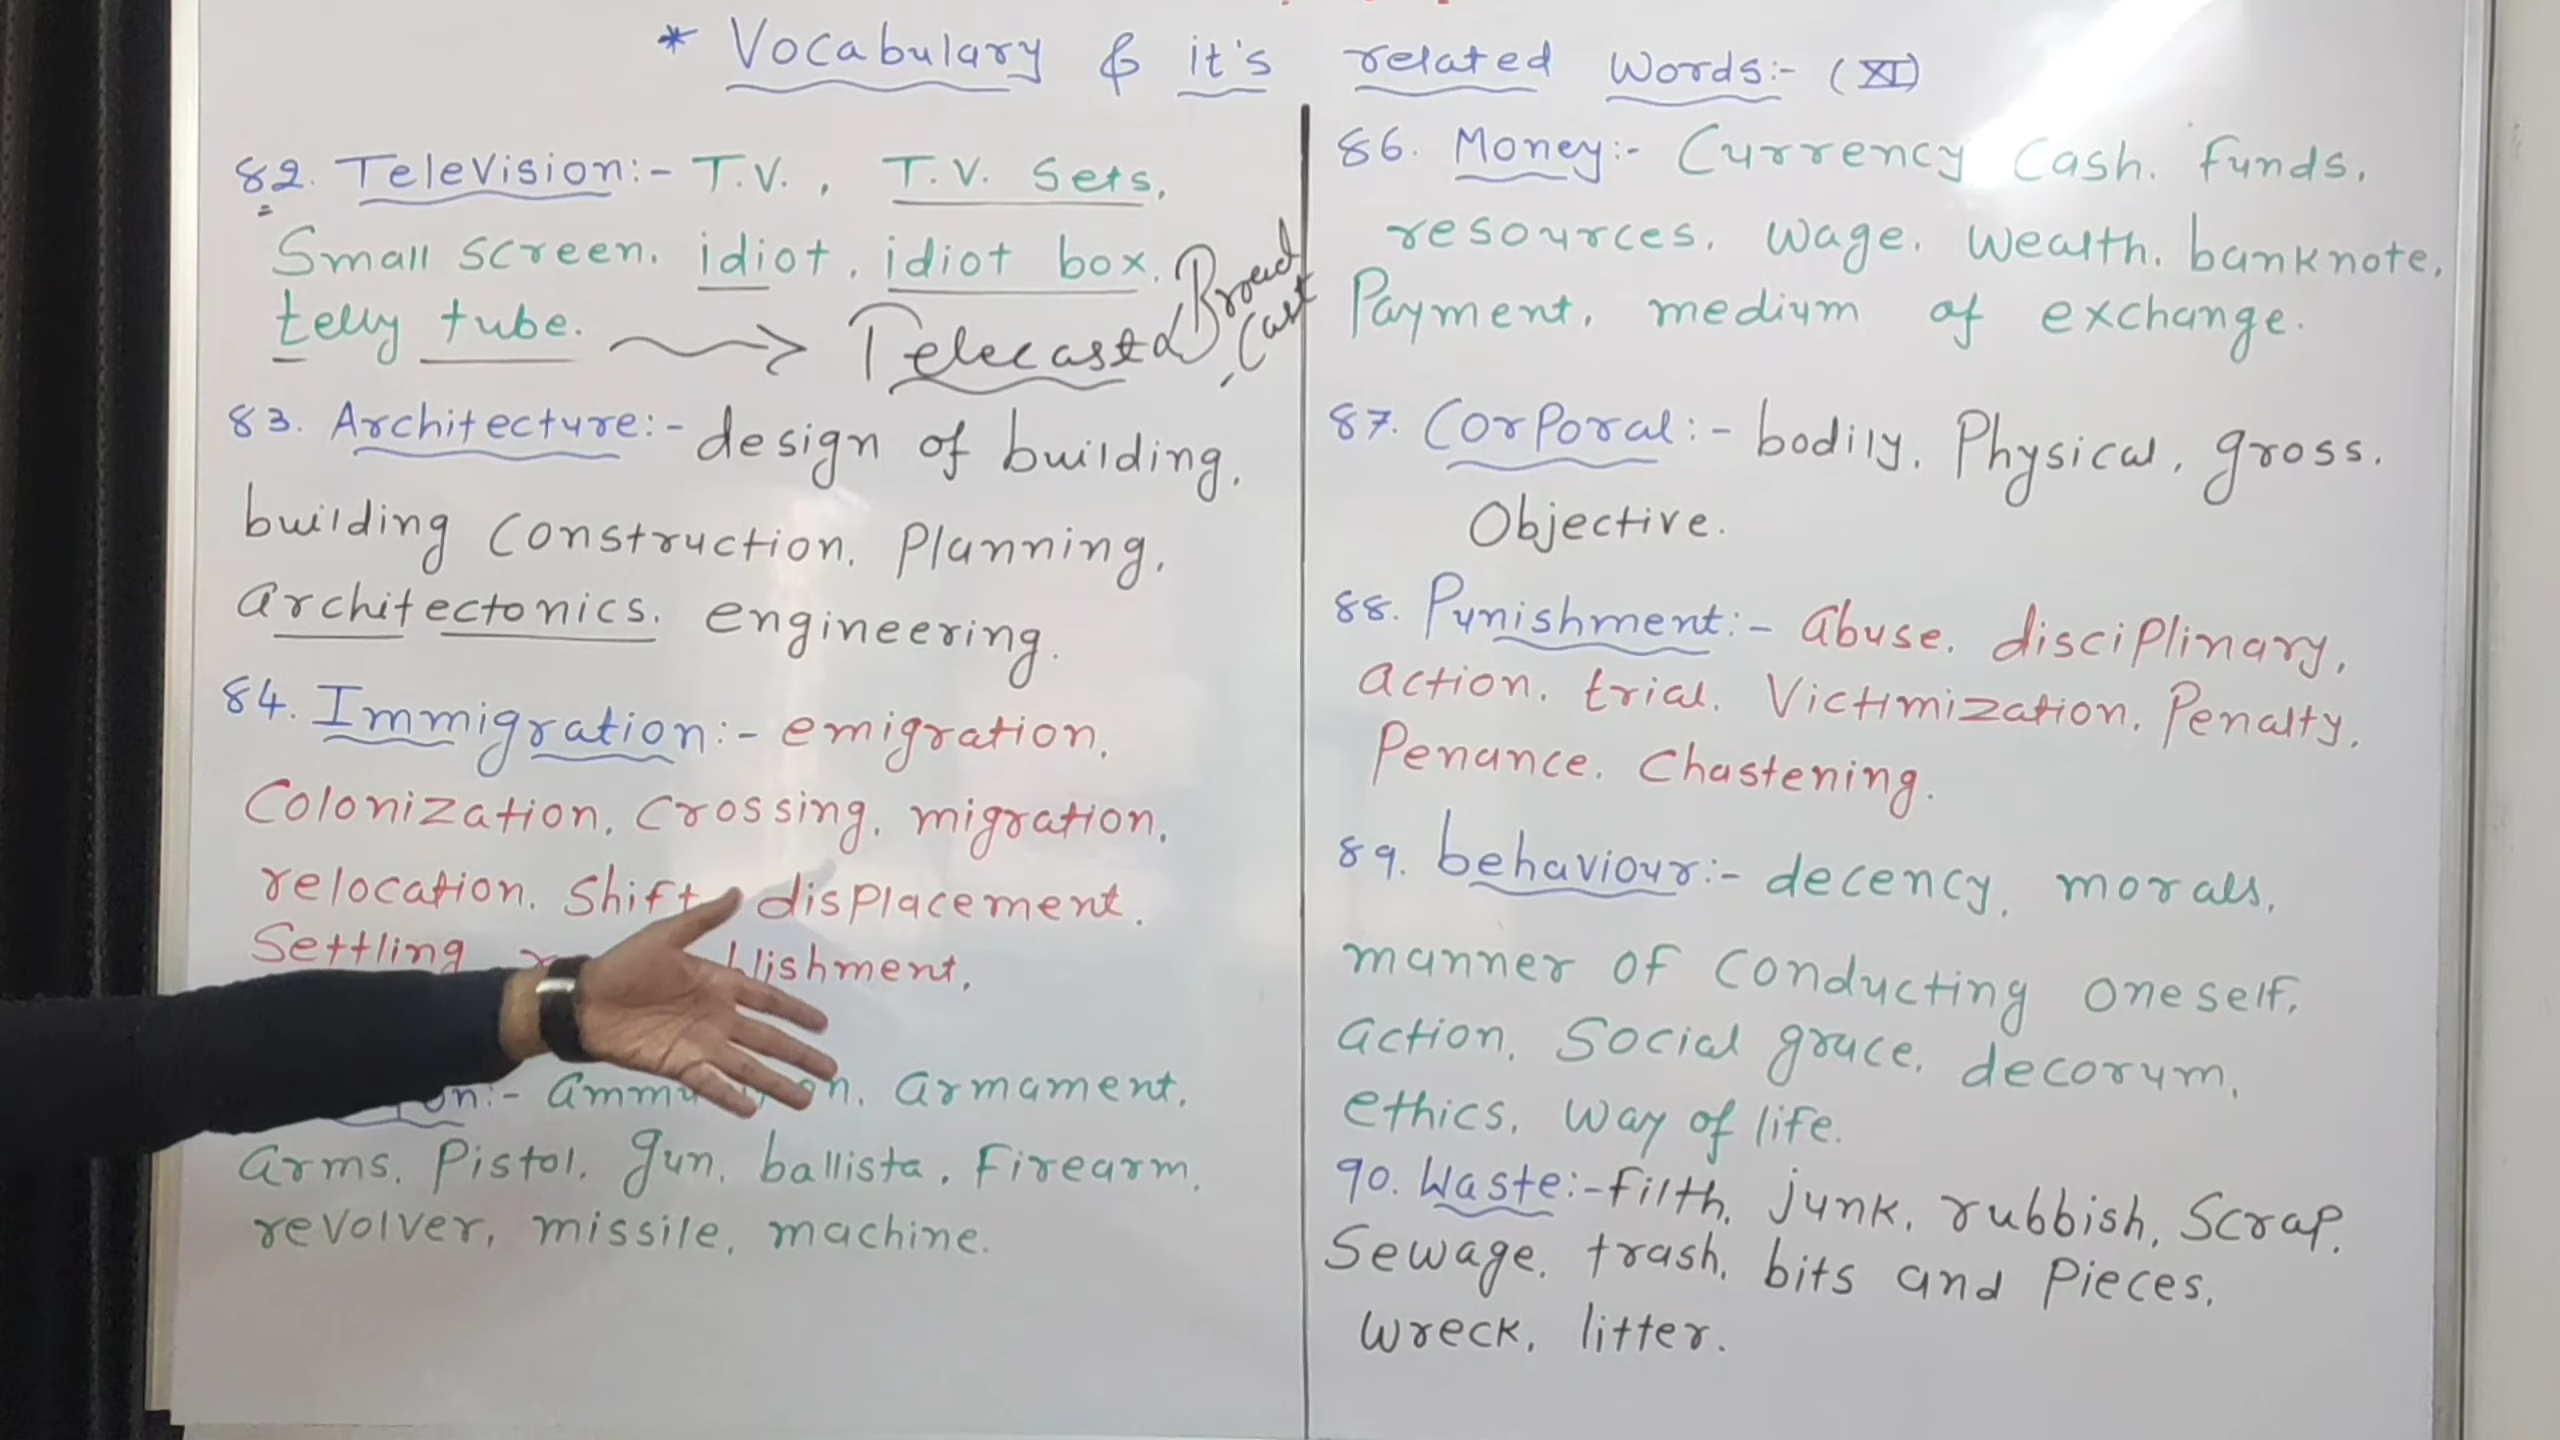 * Vocabulary & it's related Words:- (XI)
82. Television:- T.V., T.V. Sets,
Small screen, idiot, idiot box,
telly tube. → Telecast & Broad Cast
83. Architecture:- design of building,
building Construction, Planning,
architectonics, engineering.
84. Immigration:- emigration,
Colonization, Crossing, migration,
relocation, Shift, displacement,
Settling
ammunition, armament,
arms, Pistol, gun, ballista, Firearm,
revolver, missile, machine.
86. Money:- Currency Cash, funds,
resources, wage, wealth, banknote,
Payment, medium of exchange.
87. Corporal:- bodily, Physical, gross,
Objective.
88. Punishment:- abuse, disciplinary,
action, trial, Victimization, Penalty,
Penance, Chastening.
89. behaviour:- decency, morals,
manner of conducting oneself,
action, Social grace, decorum,
ethics, way of life.
90. Waste:- filth, junk, rubbish, Scrap,
Sewage, trash, bits and Pieces,
wreck, litter.